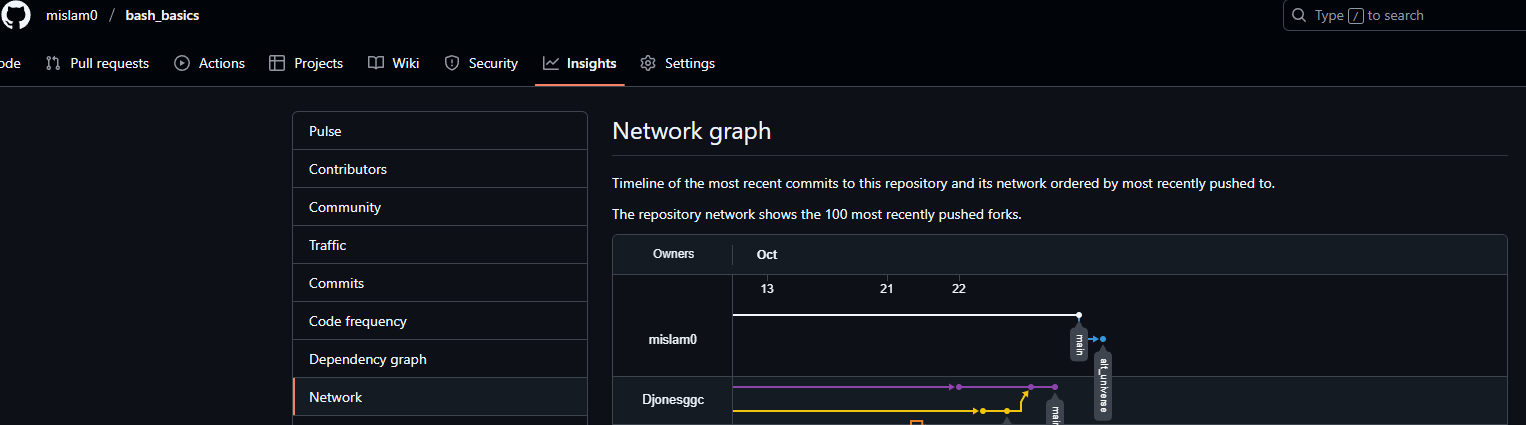 mislam0 / bash_basics
Type / to search
ode Pull requests Actions Projects Wiki Security Insights Settings
Pulse
Contributors
Community
Traffic
Commits
Code frequency
Dependency graph
Network
Network graph
Timeline of the most recent commits to this repository and its network ordered by most recently pushed to.
The repository network shows the 100 most recently pushed forks.
Owners Oct
13 21 22
mislam0
main
alt_universe
Djonesggc
main